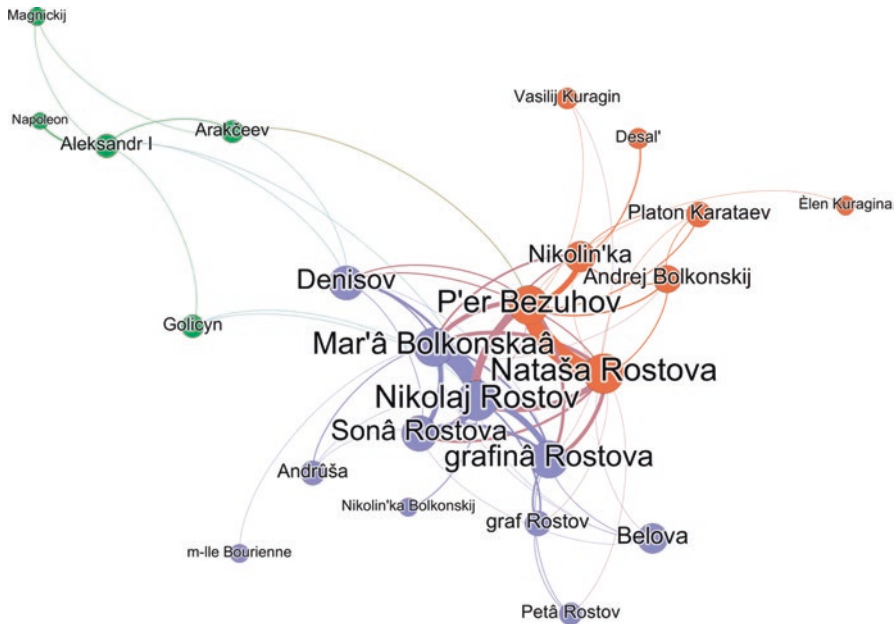 Magnickij
Vasilij Kuragin
Napoleon
Arakčeev
Desal'
Aleksandr I
Èlen Kuragina
Platon Karataev
Nikolin'ka
Denisov
Andrej Bolkonskij
P'er Bezuhov
Golicyn
Mar'â Bolkonskaâ
Nataša Rostova
Nikolaj Rostov
Sonâ Rostova
grafinâ Rostova
Andrûša
Nikolin'ka Bolkonskij
graf Rostov
Belova
m-lle Bourienne
Petâ Rostov